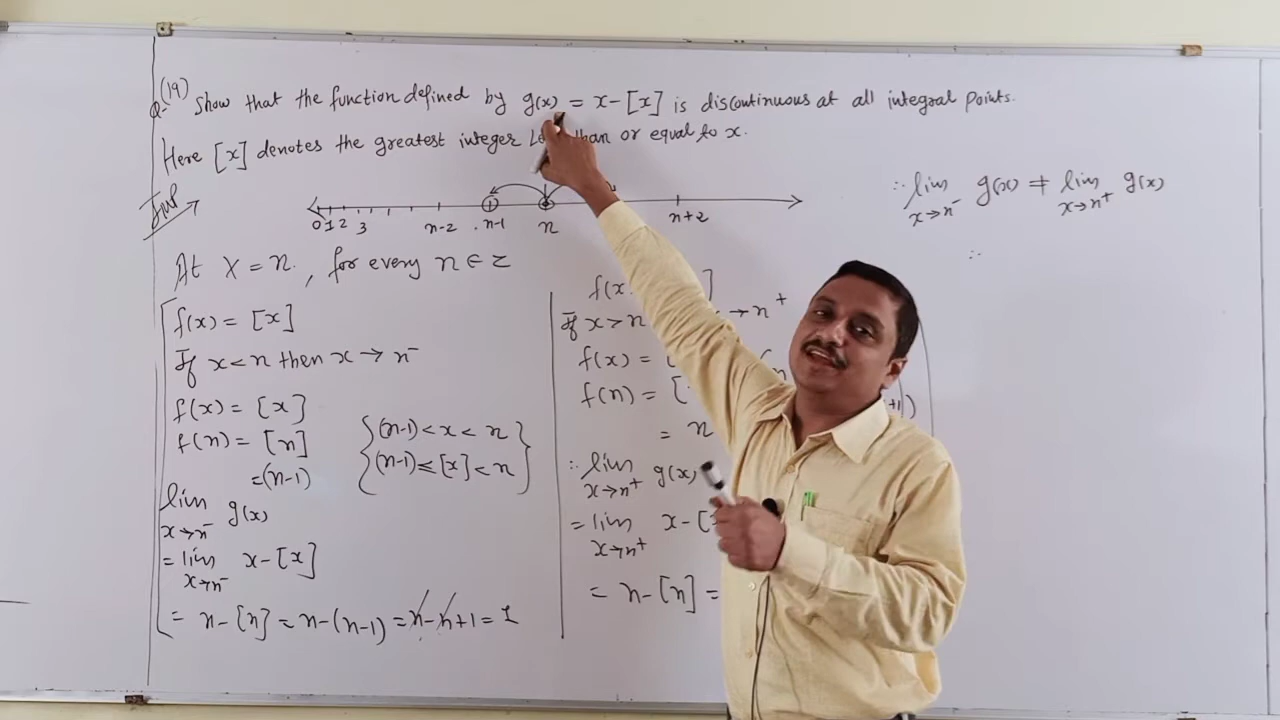 Q.(19) Show that the function defined by g(x) = x-[x] is discontinuous at all integral points.
Here [x] denotes the greatest integer than or equal to x.
Imp
0 1 2 3 n-2 n-1 n n+2
At X = n, for every n ∈ z
f(x) = [x]
If x < n then x → n⁻
f(x) = [x]
f(n) = [n]
=(n-1)
{(n-1) < x < n
(n-1) ≤ [x] < n}
lim x→n⁻ g(x)
= lim x→n⁻ x-[x]
= n-[n] = n-(n-1) = n-n+1 = 1
f(x ]
If x > n → n⁺
f(x) = [
f(n) = [
= n
∴ lim x→n⁺ g(x)
= lim x→n⁺ x-[
= n-[n] =
∴ lim x→n⁻ g(x) ≠ lim x→n⁺ g(x)
∴